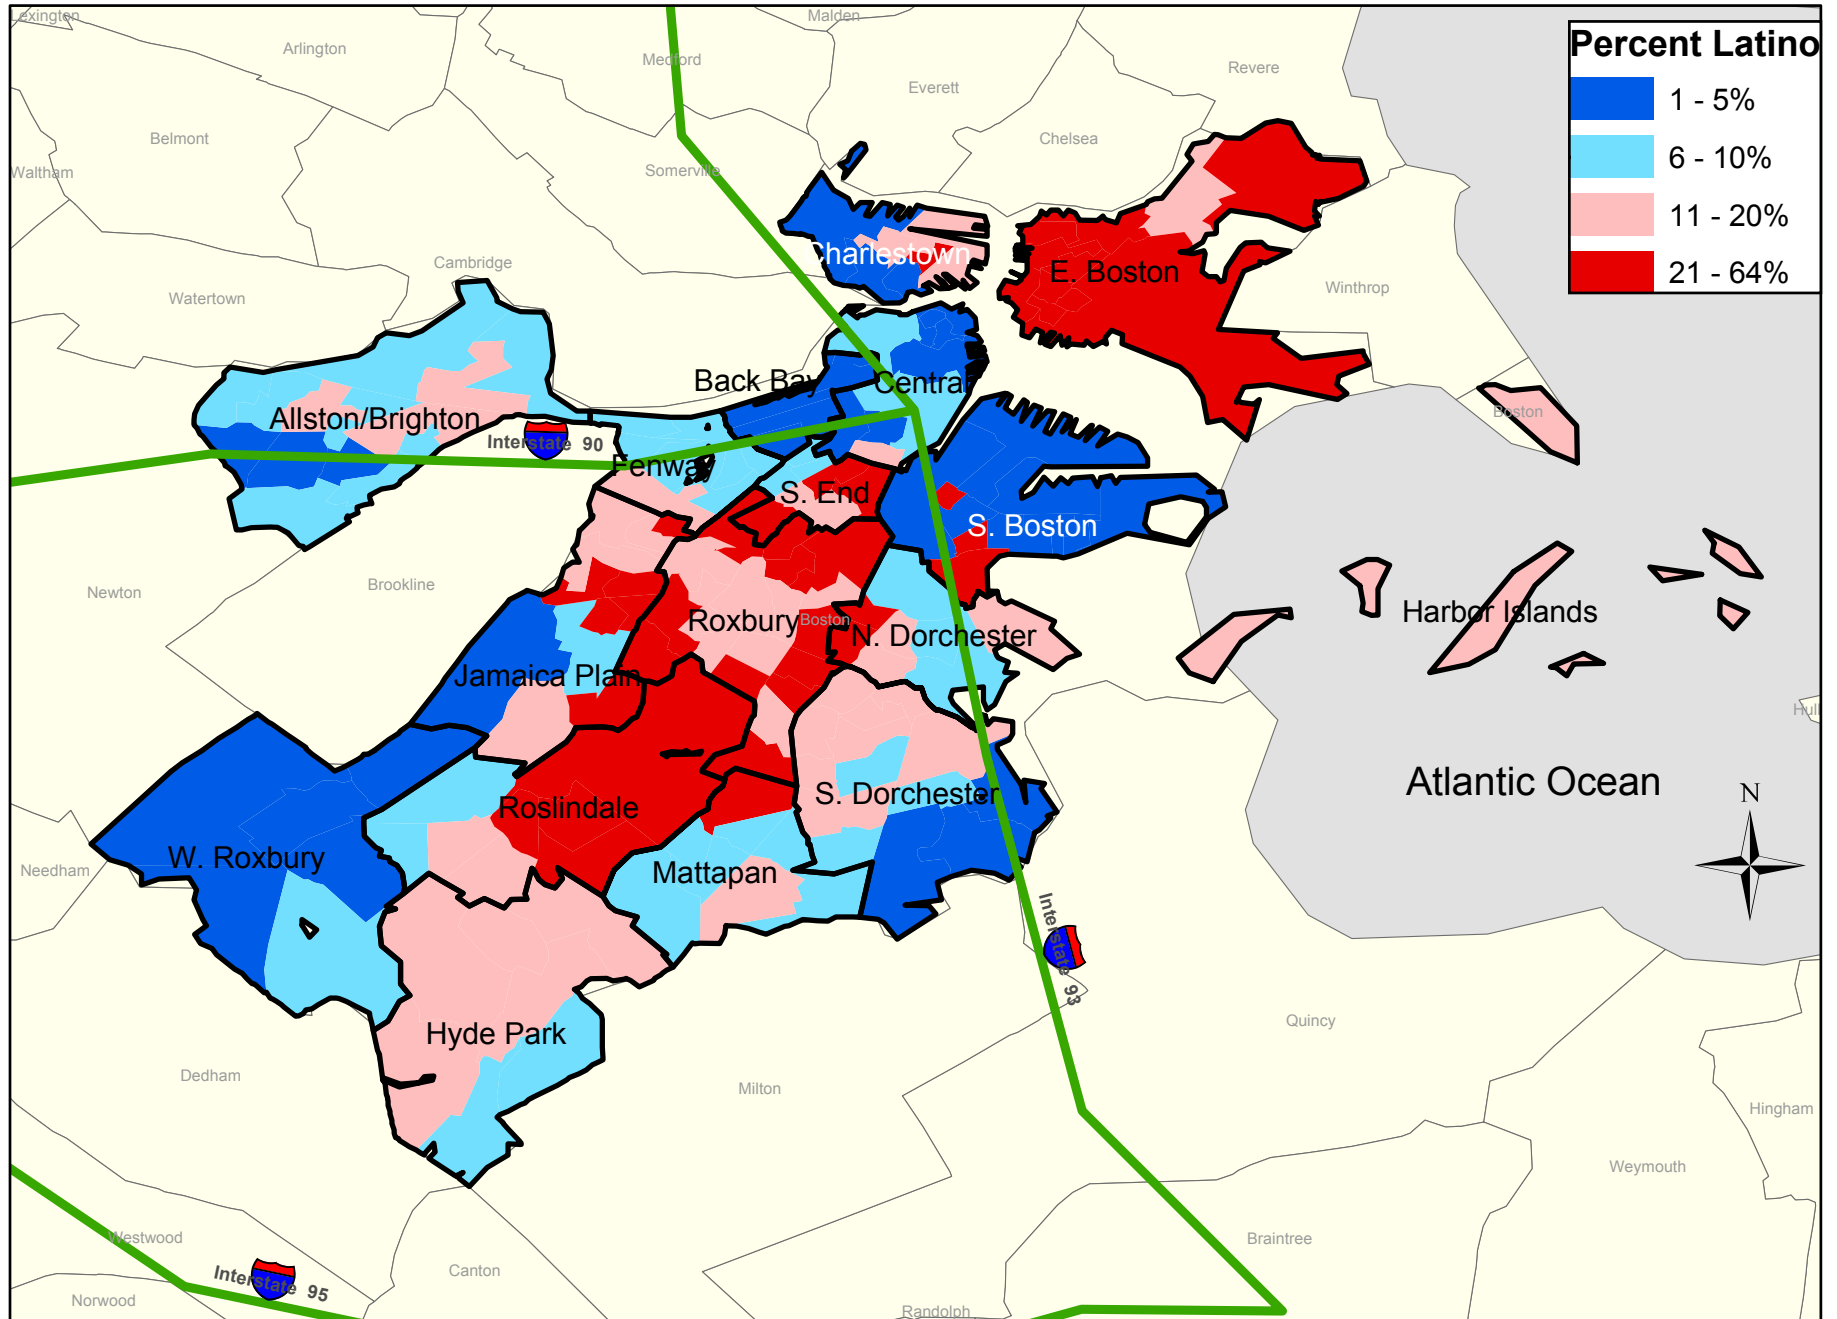 Lexington
Malden
Arlington
Medford
Revere
Percent Latino
Everett
1 - 5%
Belmont
Chelsea
6 - 10%
Waltham
Somerville
11 - 20%
Charlestown
Cambridge
E. Boston
21 - 64%
Watertown
Winthrop
Back Bay
Central
Allston/Brighton
Boston
Interstate 90
Fenway
S. End
S. Boston
Newton
Brookline
Harbor Islands
Roxbury
Boston
N. Dorchester
Jamaica Plain
Hull
Atlantic Ocean
N
S. Dorchester
Roslindale
W. Roxbury
Needham
Mattapan
Interstate 93
Hyde Park
Quincy
Dedham
Milton
Hingham
Weymouth
Westwood
Braintree
Interstate 95
Canton
Norwood
Randolph